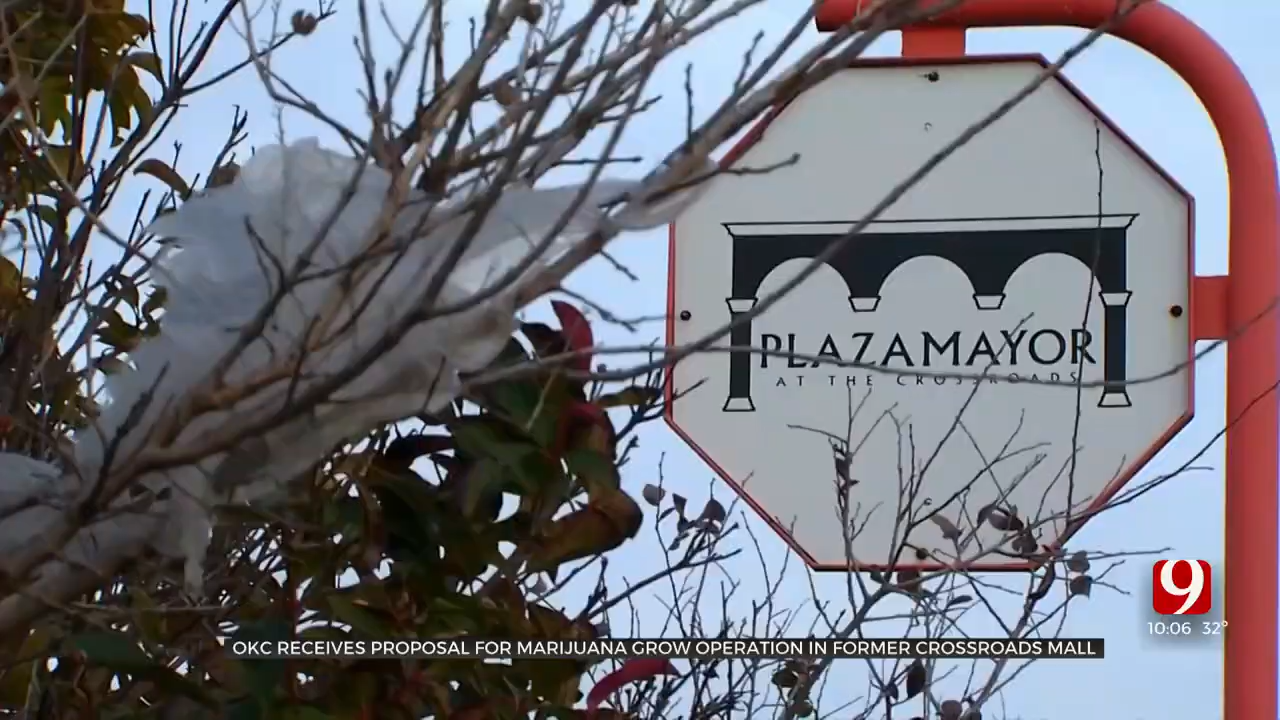 PLAZAMAYOR
AT THE CROSSROADS
9
10:06 32°
OKC RECEIVES PROPOSAL FOR MARIJUANA GROW OPERATION IN FORMER CROSSROADS MALL